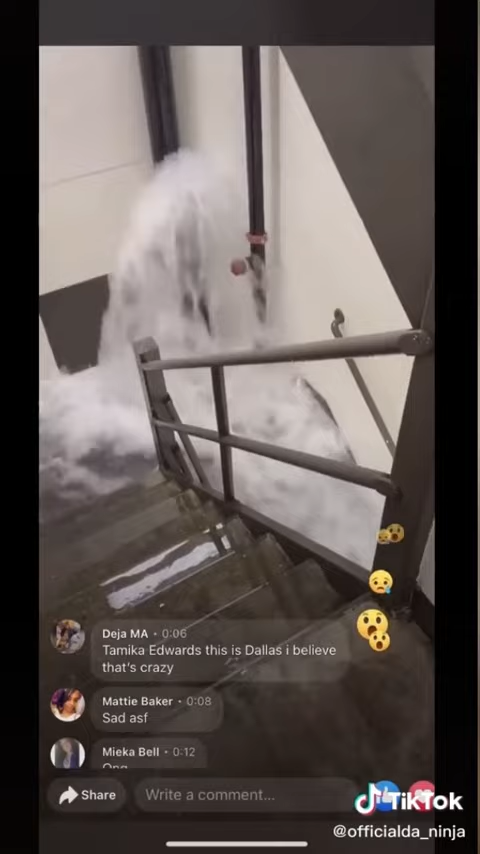 Deja MA · 0:06
Tamika Edwards this is Dallas i believe
that's crazy
Mattie Baker · 0:08
Sad asf
Mieka Bell · 0:12
Share
Write a comment...
TikTok
@officialda_ninja